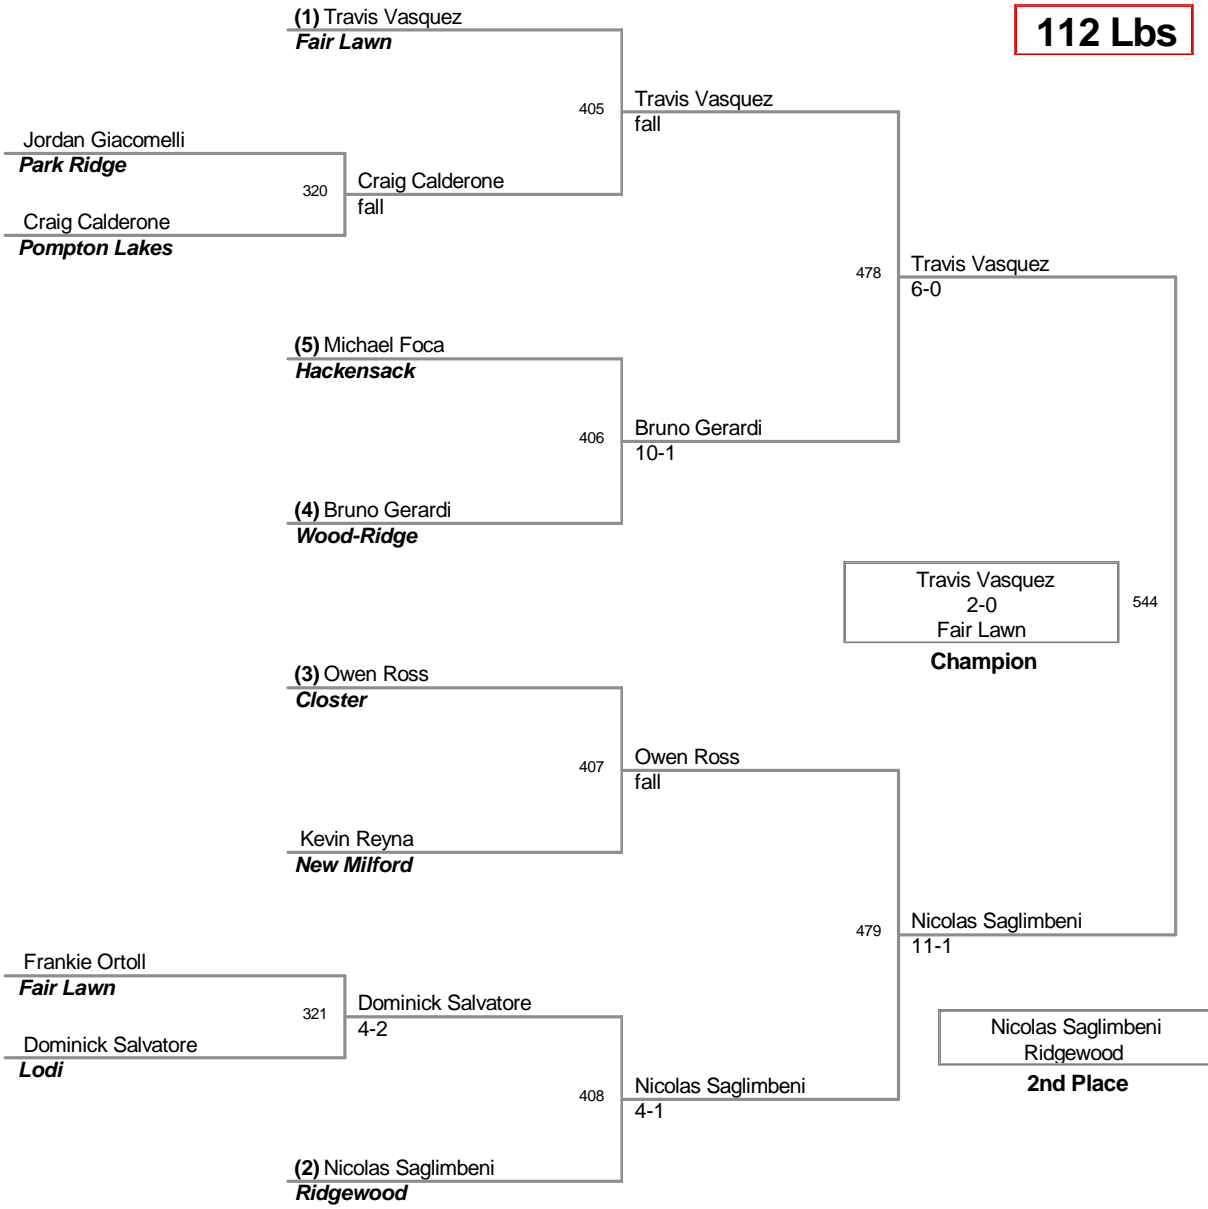 (1) Travis Vasquez
Fair Lawn
112 Lbs
405
Travis Vasquez
fall
Jordan Giacomelli
Park Ridge
320
Craig Calderone
fall
Craig Calderone
Pompton Lakes
478
Travis Vasquez
6-0
(5) Michael Foca
Hackensack
406
Bruno Gerardi
10-1
(4) Bruno Gerardi
Wood-Ridge
Travis Vasquez
2-0
Fair Lawn
Champion
544
(3) Owen Ross
Closter
407
Owen Ross
fall
Kevin Reyna
New Milford
479
Nicolas Saglimbeni
11-1
Frankie Ortoll
Fair Lawn
321
Dominick Salvatore
4-2
Dominick Salvatore
Lodi
Nicolas Saglimbeni
Ridgewood
2nd Place
408
Nicolas Saglimbeni
4-1
(2) Nicolas Saglimbeni
Ridgewood